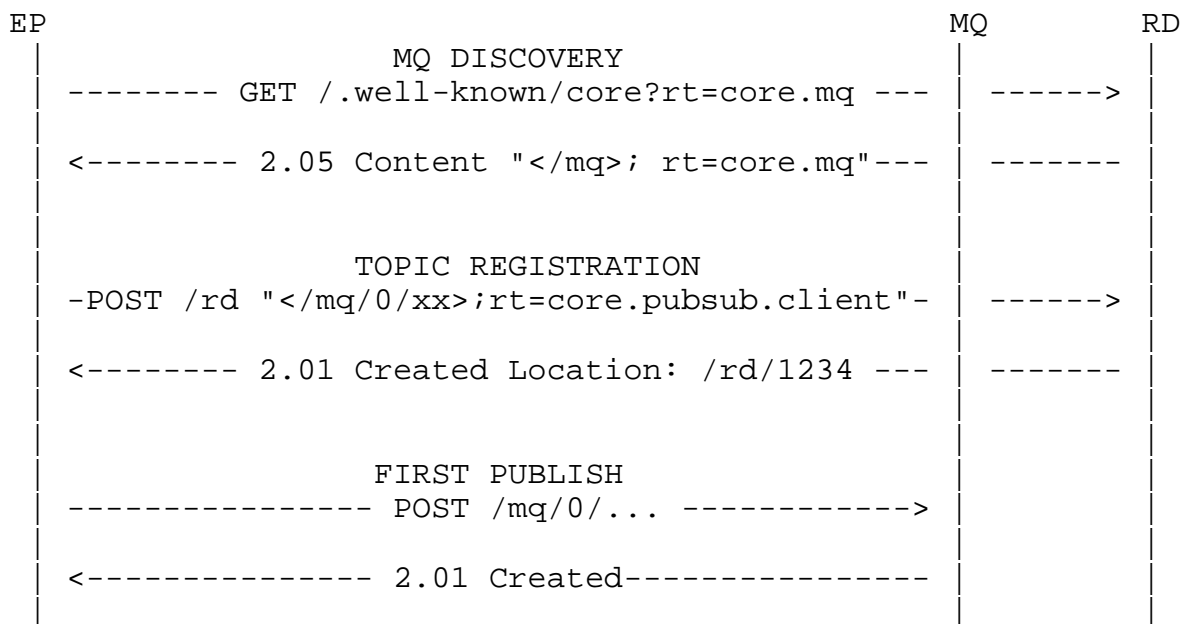 EP MQ RD
MQ DISCOVERY
-------- GET /.well-known/core?rt=core.mq --- | ------>
<-------- 2.05 Content "</mq>; rt=core.mq"--- | -------
TOPIC REGISTRATION
-POST /rd "</mq/0/xx>;rt=core.pubsub.client"- | ------>
<-------- 2.01 Created Location: /rd/1234 --- | -------
FIRST PUBLISH
---------------- POST /mq/0/... ------------>
<--------------- 2.01 Created----------------